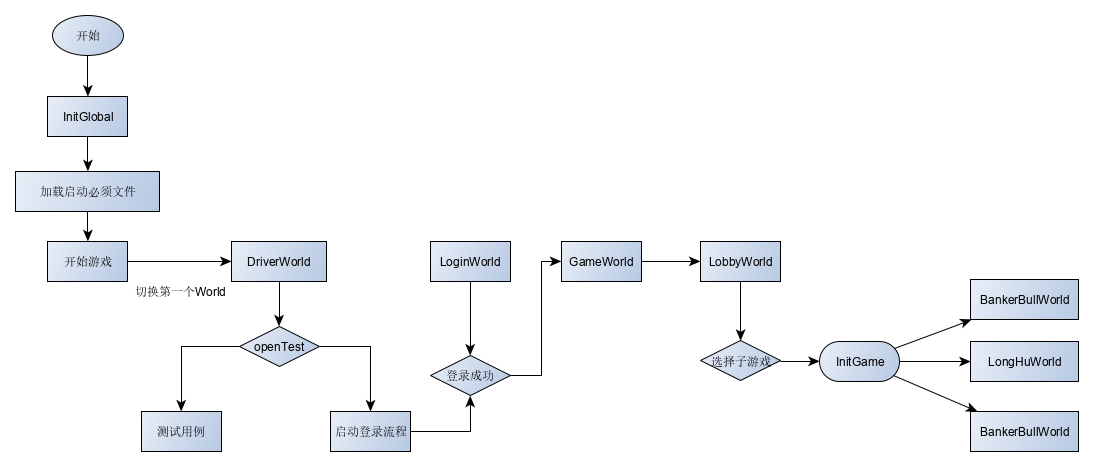 开始
InitGlobal
加载启动必须文件
开始游戏
切换第一个World
DriverWorld
openTest
测试用例
启动登录流程
LoginWorld
登录成功
GameWorld
LobbyWorld
选择子游戏
InitGame
BankerBullWorld
LongHuWorld
BankerBullWorld